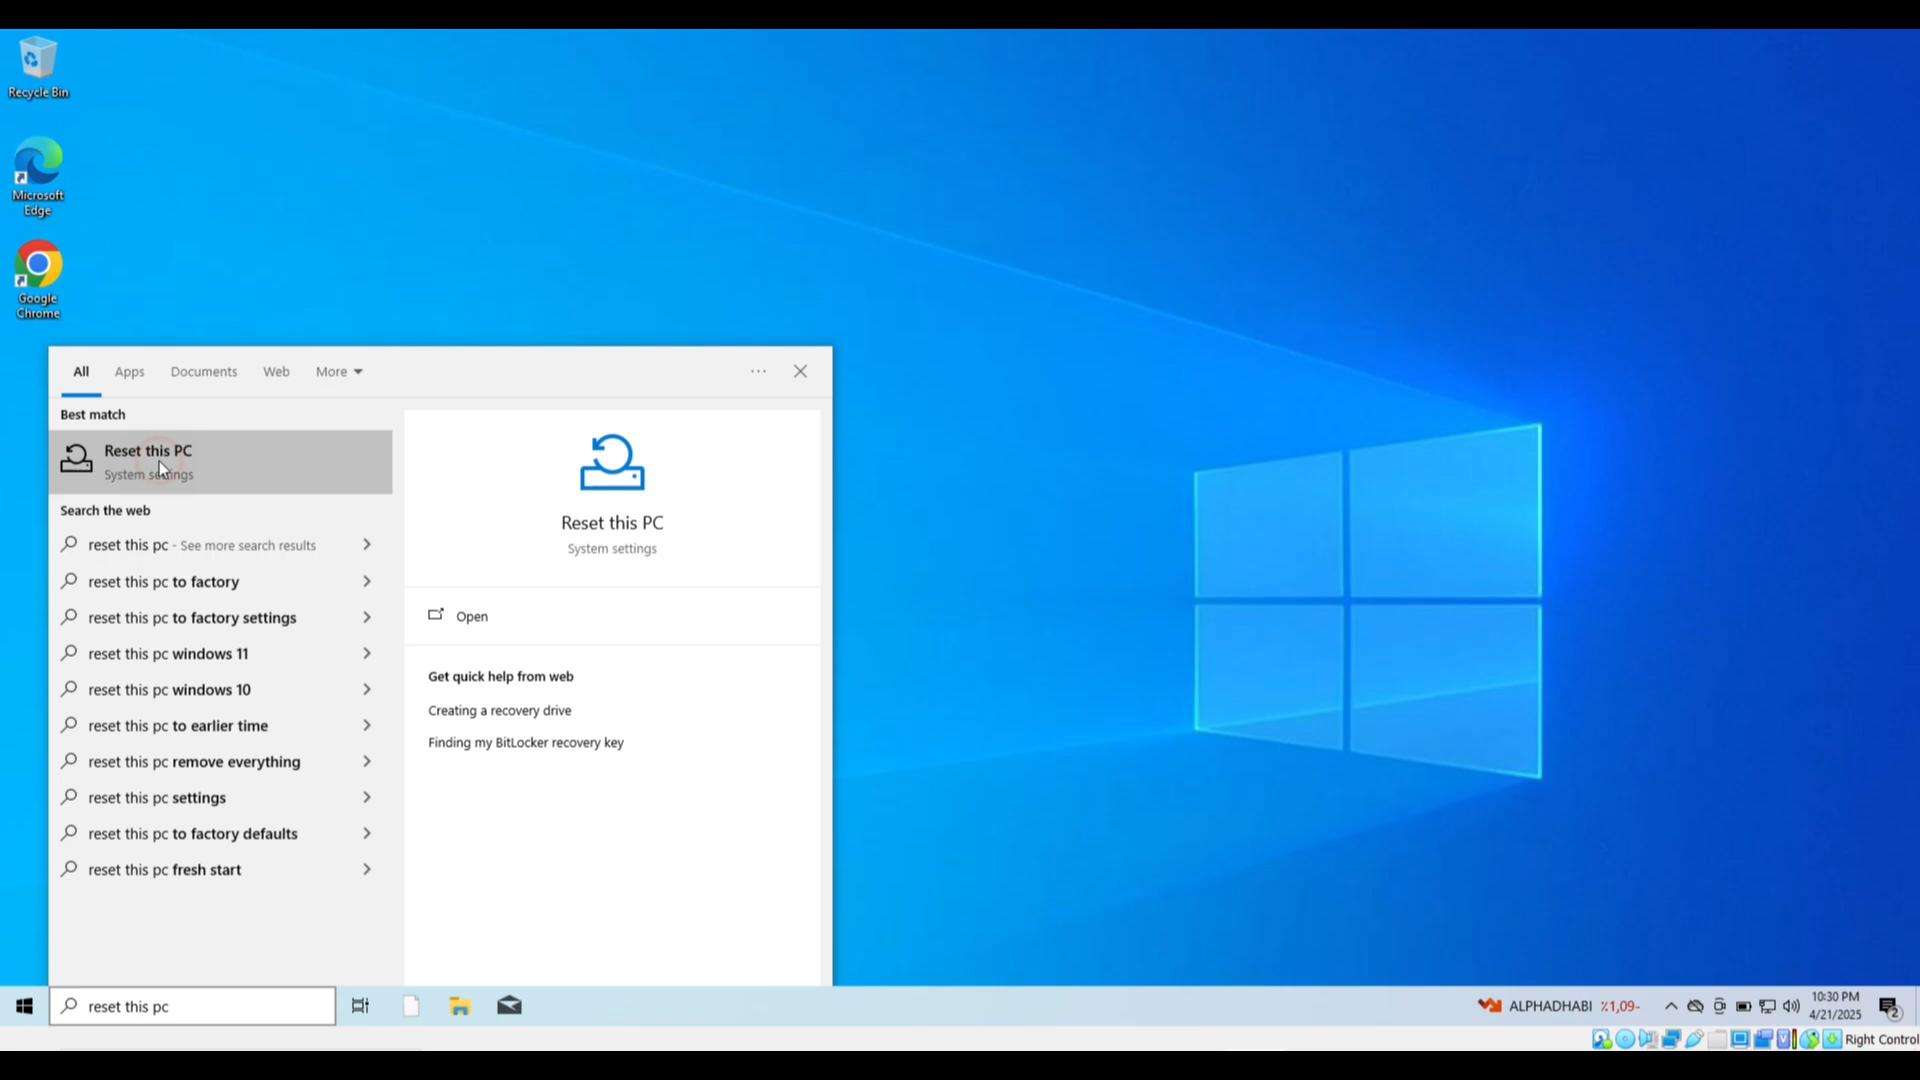 Recycle Bin
Microsoft
Edge
Google
Chrome
All
Apps
Documents
Web
More
Best match
Reset this PC
System settings
Search the web
reset this pc - See more search results
reset this pc to factory
reset this pc to factory settings
reset this pc windows 11
reset this pc windows 10
reset this pc to earlier time
reset this pc remove everything
reset this pc settings
reset this pc to factory defaults
reset this pc fresh start
Reset this PC
System settings
Open
Get quick help from web
Creating a recovery drive
Finding my BitLocker recovery key
reset this pc
ALPHADHABI ٪1,09-
10:30 PM
4/21/2025
2
Right Control